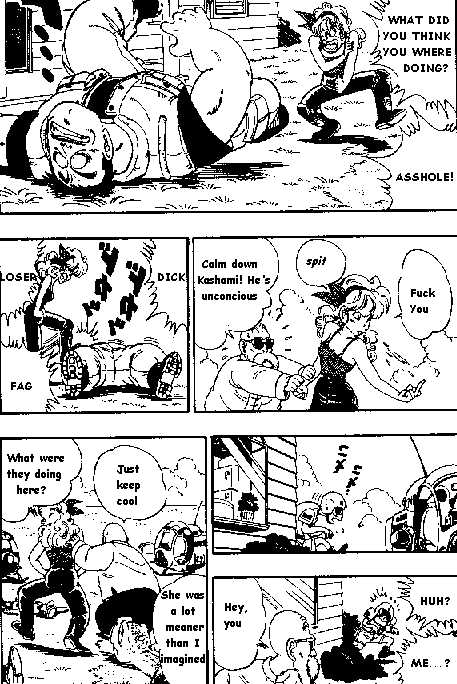 WHAT DID
YOU THINK
YOU WHERE
DOING?
ASSHOLE!
LOSER
DICK
FAG
Calm down
Kashami! He's
unconcious
spit
Fuck
You
What were
they doing
here?
Just
keep
cool
She was
a lot
meaner
than I
imagined
Hey,
you
HUH?
ME....?